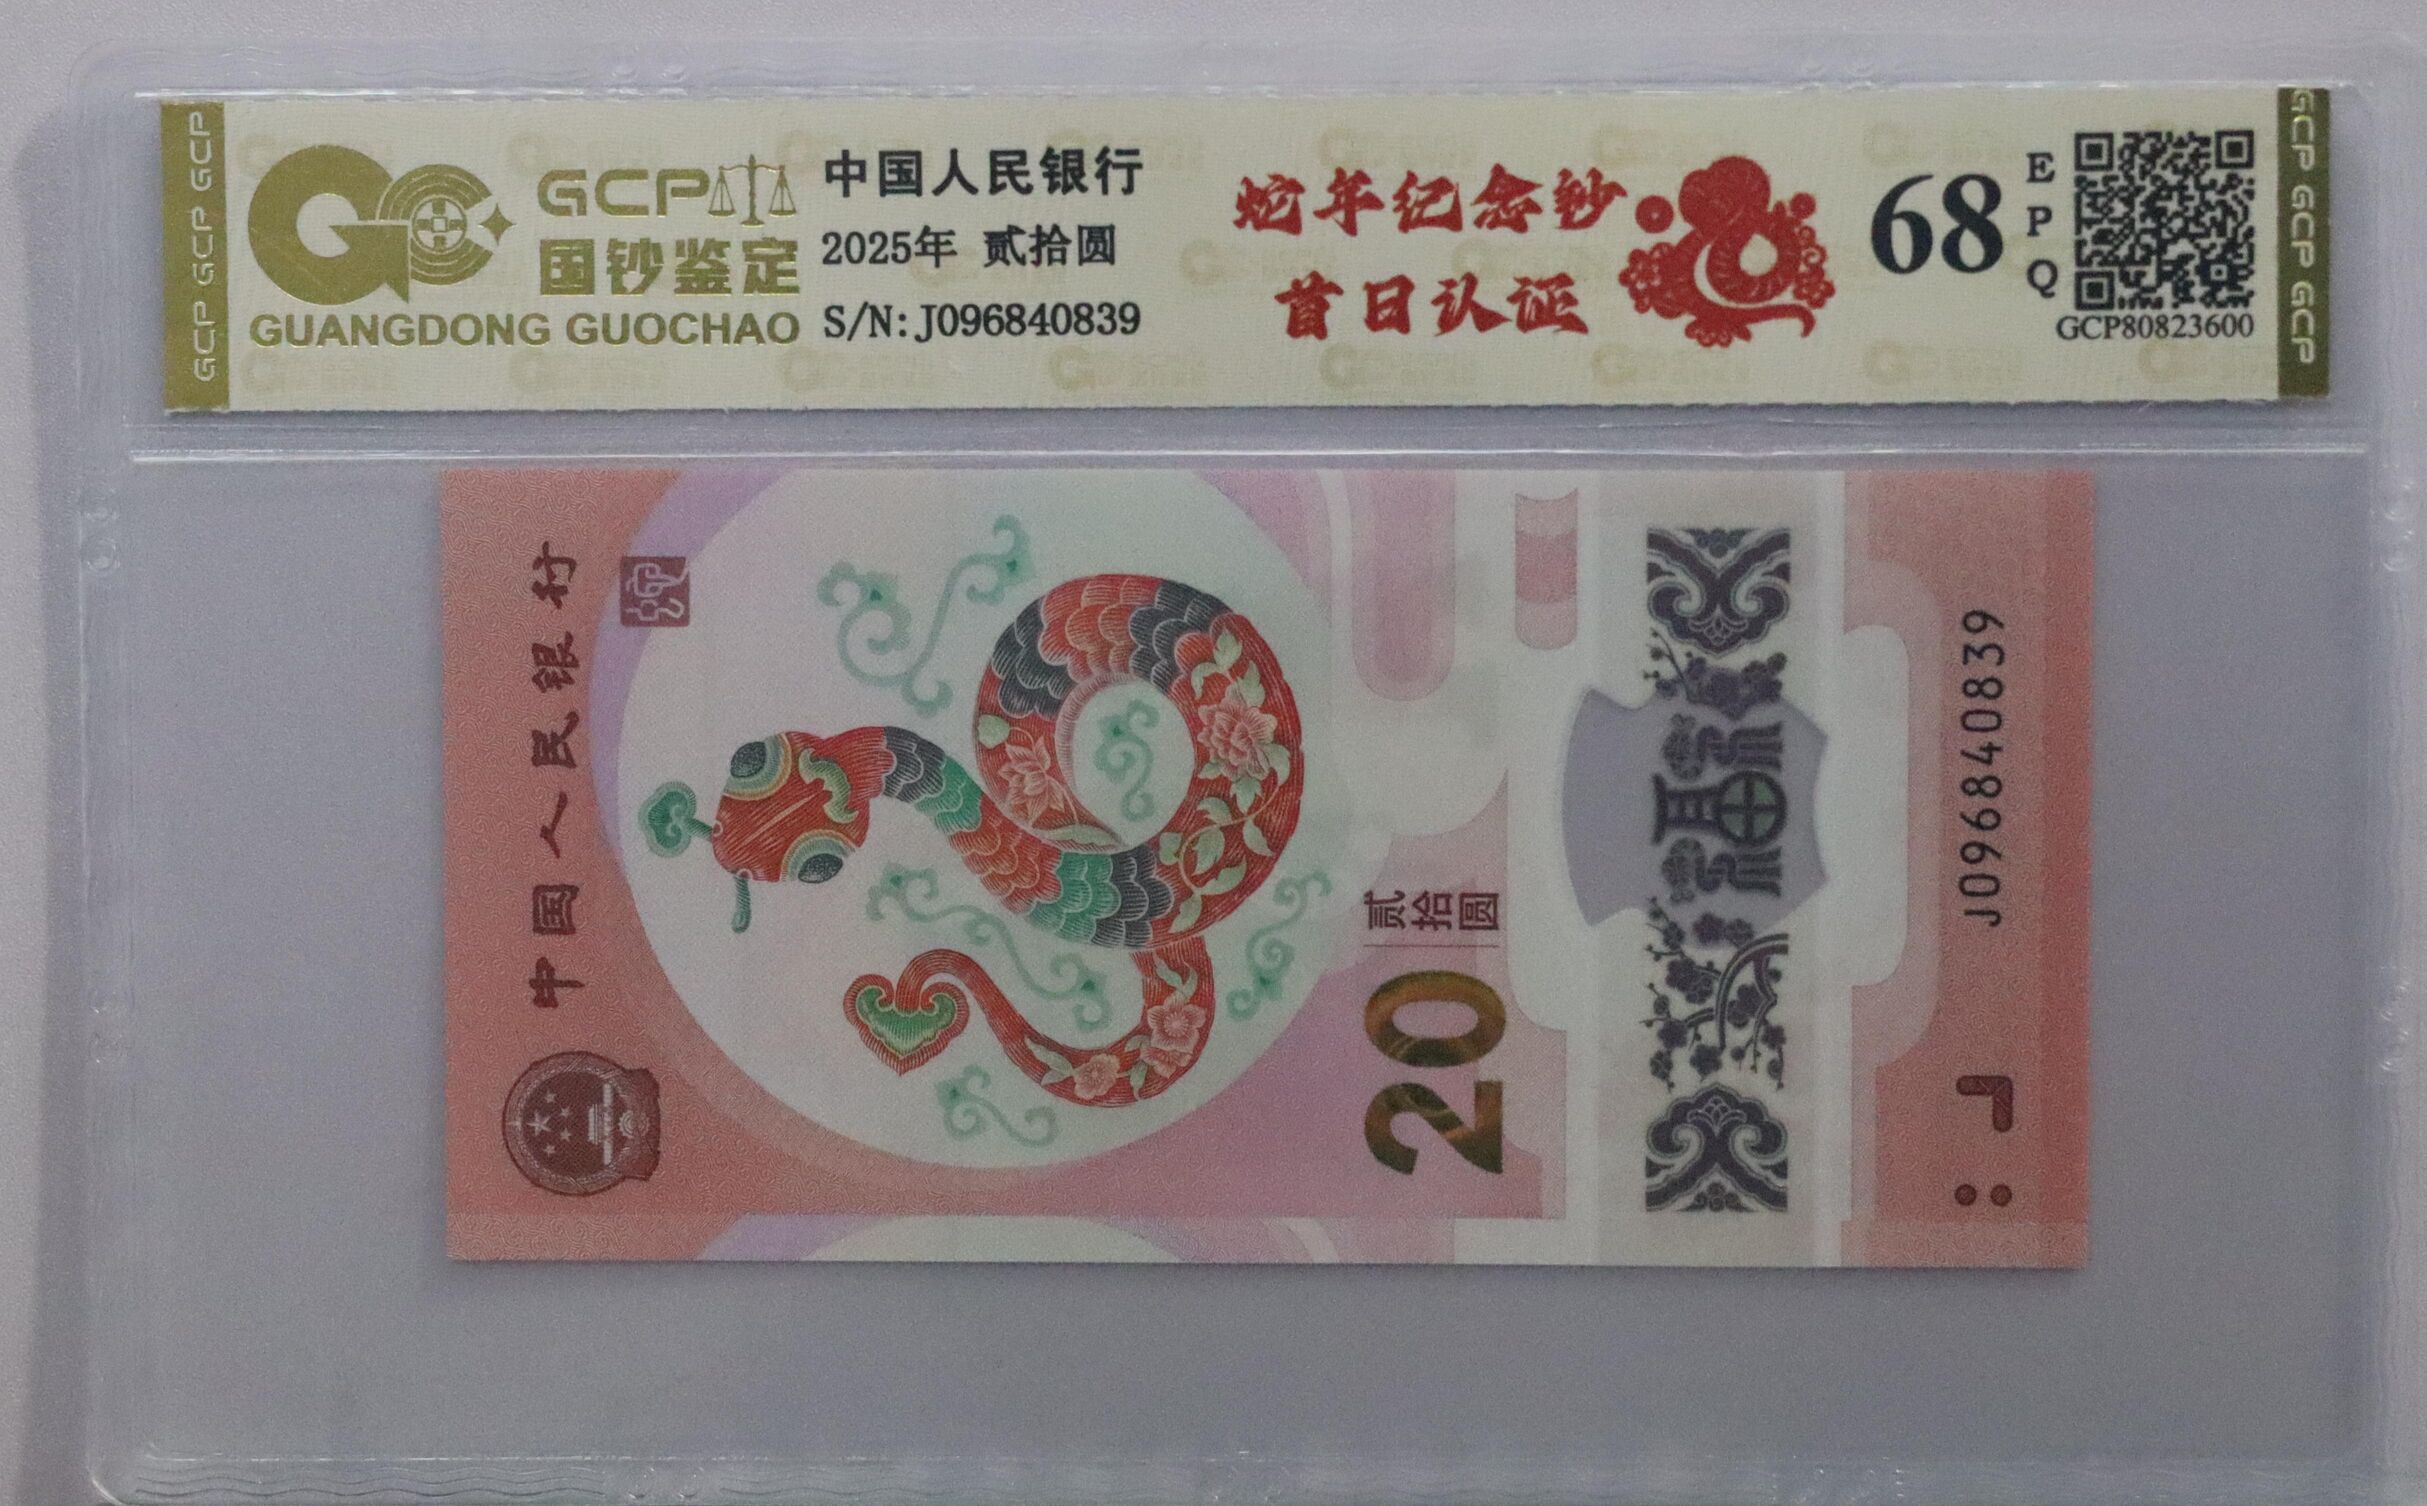 GCP GCP GCP
GCP
国钞鉴定
GUANGDONG GUOCHAO
中国人民银行
2025年 贰拾圆
S/N: J096840839
蛇年纪念钞
首日认证
68
EPQ
GCP80823600
GCP GCP GCP
中国人民银行
20
贰拾圆
福
J096840839